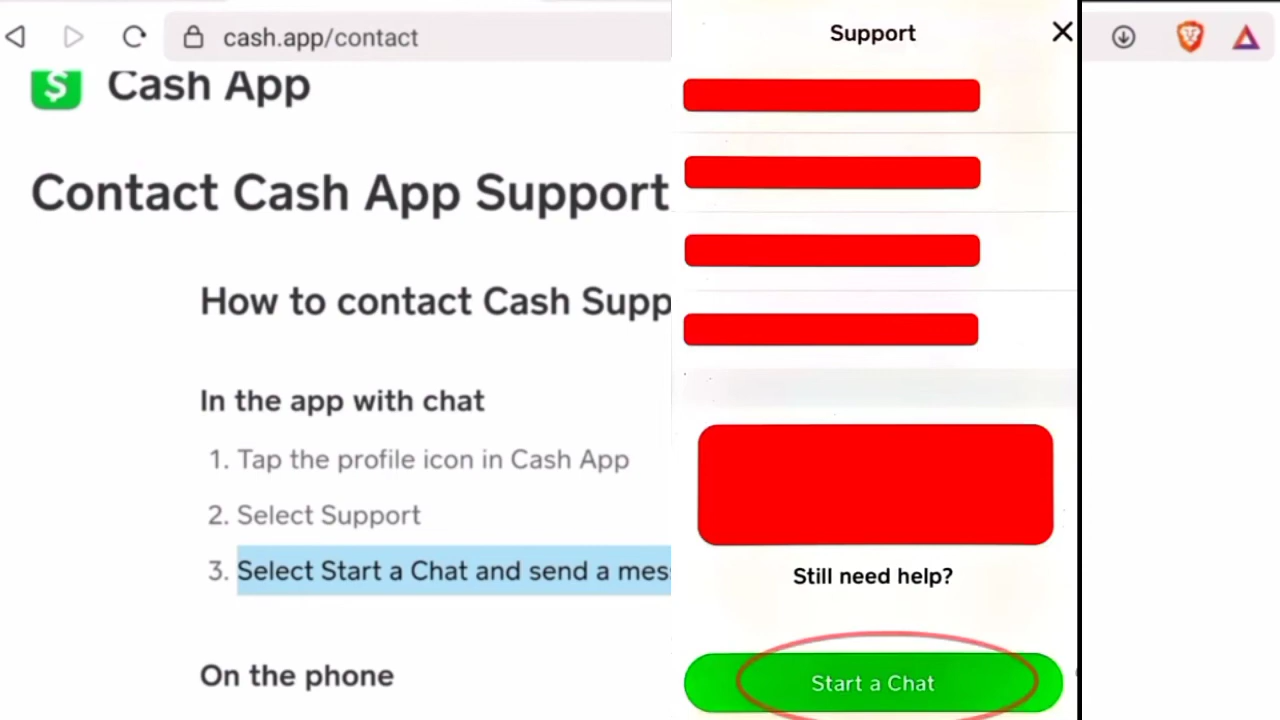 cash.app/contact
Cash App
Contact Cash App Support
How to contact Cash Supp
In the app with chat
1. Tap the profile icon in Cash App
2. Select Support
3. Select Start a Chat and send a mes
On the phone
Support
Still need help?
Start a Chat